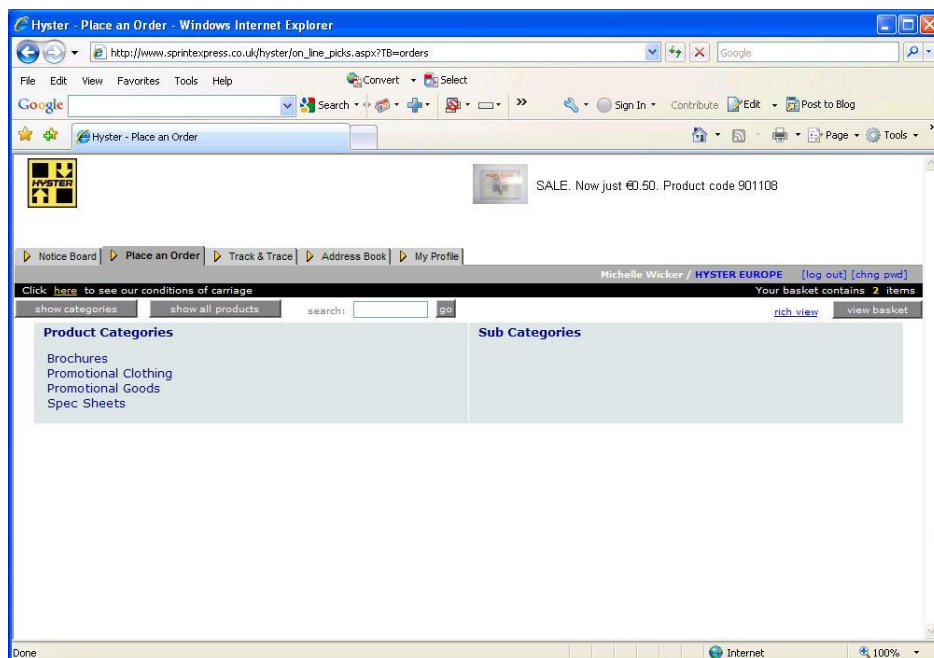 Hyster - Place an Order - Windows Internet Explorer
http://www.sprintexpress.co.uk/hyster/on_line_picks.aspx?TB=orders
Google
File Edit View Favorites Tools Help
Convert Select
Google
Search
»
Sign In
Contribute Edit Post to Blog
Hyster - Place an Order
Page Tools »
HYSTER
SALE. Now just €0.50. Product code 901108
Notice Board Place an Order Track & Trace Address Book My Profile
Michelle Wicker / HYSTER EUROPE [log out] [chng pwd]
Click here to see our conditions of carriage
Your basket contains 2 items
show categories show all products search: go rich view view basket
Product Categories
Sub Categories
Brochures
Promotional Clothing
Promotional Goods
Spec Sheets
Done Internet 100%